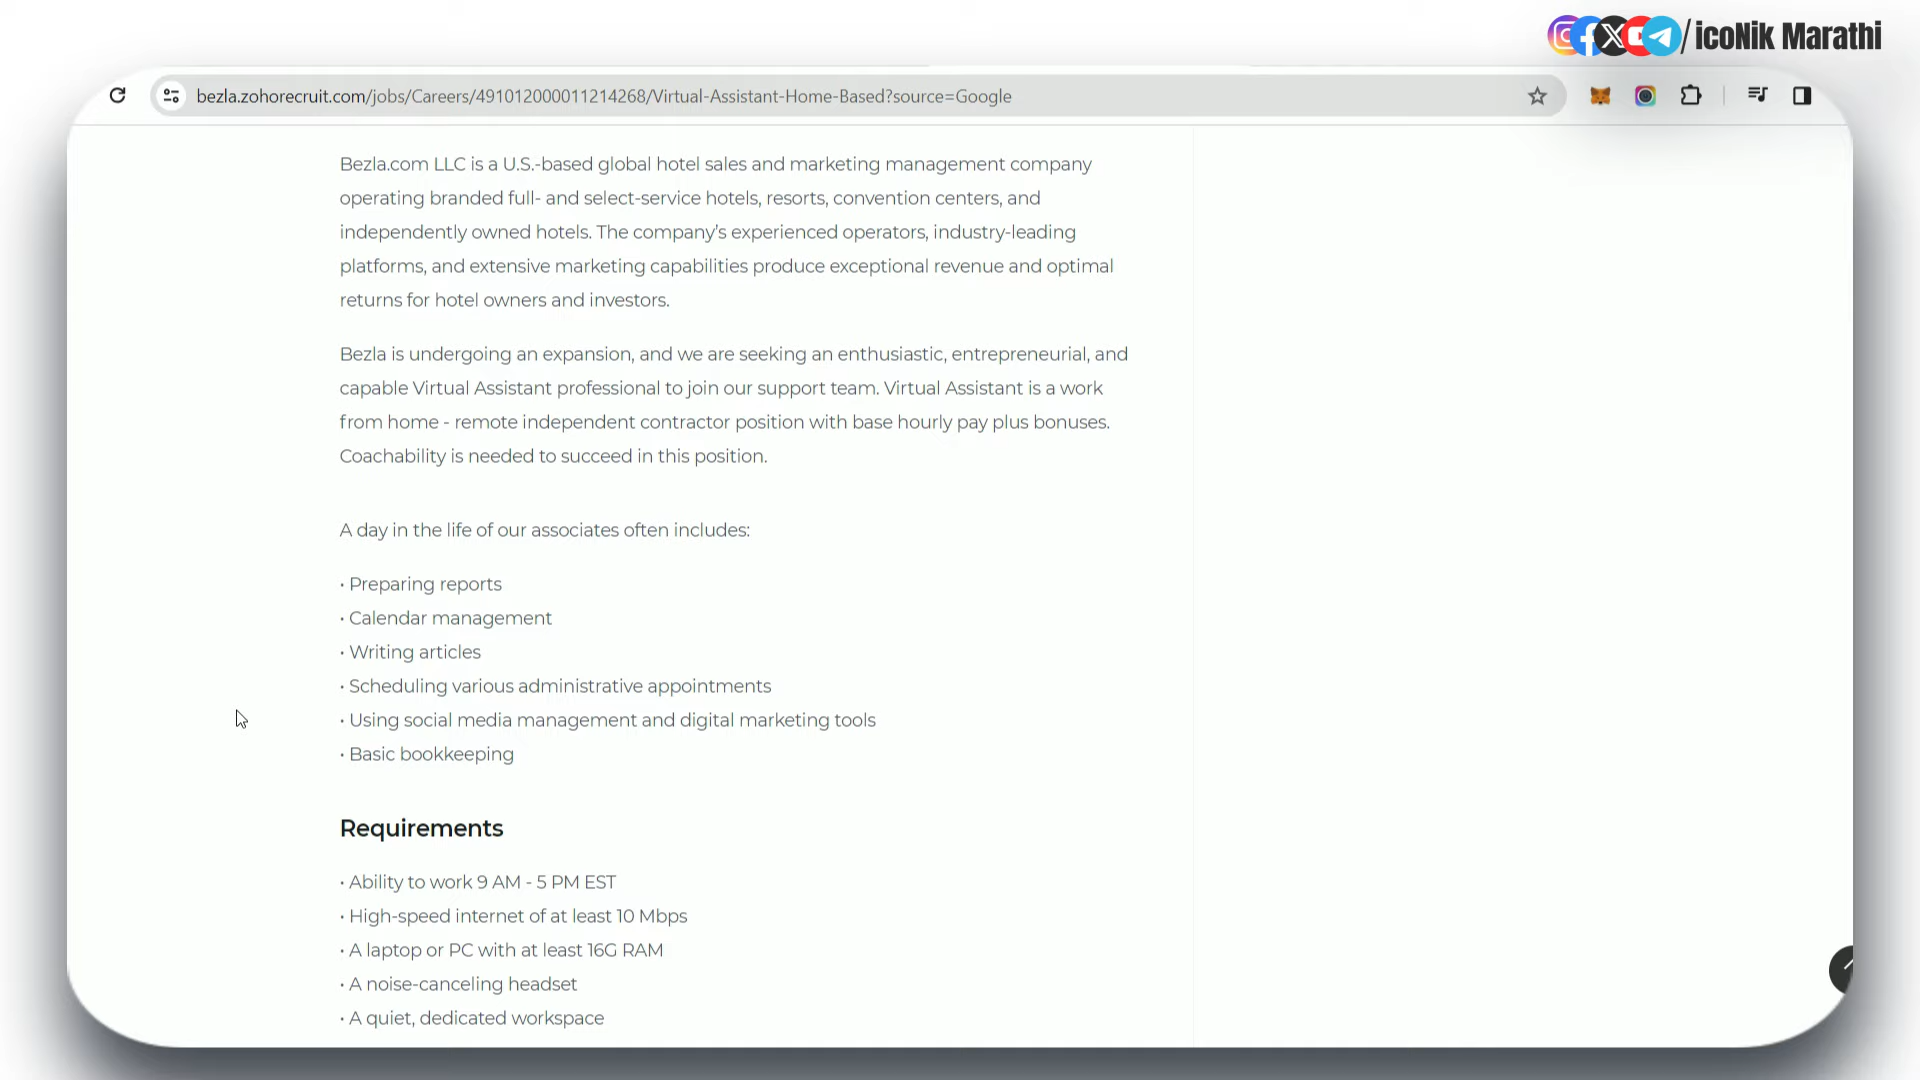 /icoNik Marathi
bezla.zohorecruit.com/jobs/Careers/491012000011214268/Virtual-Assistant-Home-Based?source=Google
Bezla.com LLC is a U.S.-based global hotel sales and marketing management company
operating branded full- and select-service hotels, resorts, convention centers, and
independently owned hotels. The company’s experienced operators, industry-leading
platforms, and extensive marketing capabilities produce exceptional revenue and optimal
returns for hotel owners and investors.
Bezla is undergoing an expansion, and we are seeking an enthusiastic, entrepreneurial, and
capable Virtual Assistant professional to join our support team. Virtual Assistant is a work
from home - remote independent contractor position with base hourly pay plus bonuses.
Coachability is needed to succeed in this position.
A day in the life of our associates often includes:
• Preparing reports
• Calendar management
• Writing articles
• Scheduling various administrative appointments
• Using social media management and digital marketing tools
• Basic bookkeeping
Requirements
• Ability to work 9 AM - 5 PM EST
• High-speed internet of at least 10 Mbps
• A laptop or PC with at least 16G RAM
• A noise-canceling headset
• A quiet, dedicated workspace